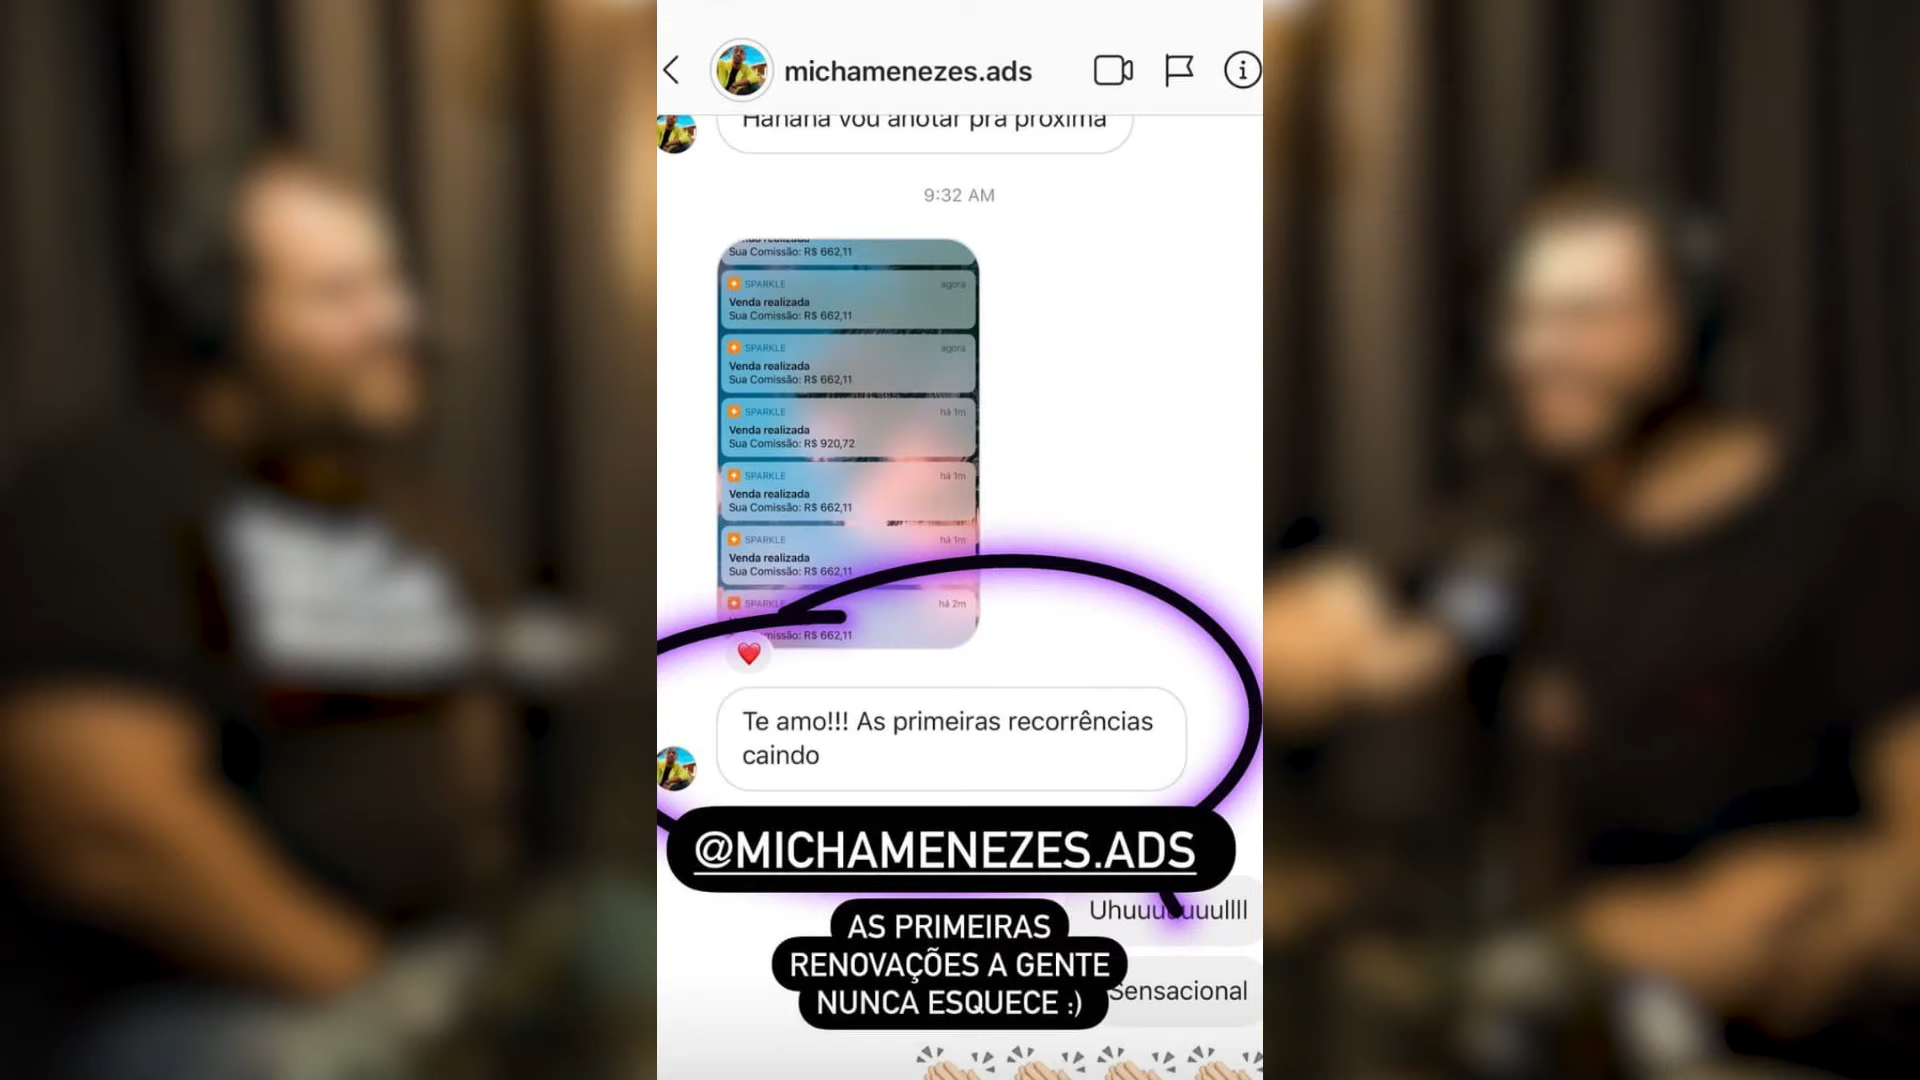 michamenezes.ads
Hahaha vou anotar pra próxima
9:32 AM
Sua Comissão: R$ 662,11
SPARKLE agora
Venda realizada
Sua Comissão: R$ 662,11
SPARKLE agora
Venda realizada
Sua Comissão: R$ 662,11
SPARKLE há 1m
Venda realizada
Sua Comissão: R$ 920,72
SPARKLE há 1m
Venda realizada
Sua Comissão: R$ 662,11
SPARKLE há 1m
Venda realizada
Sua Comissão: R$ 662,11
SPARKLE há 2m
R$ 662,11
Te amo!!! As primeiras recorrências
caindo
@MICHAMENEZES.ADS
AS PRIMEIRAS
RENOVAÇÕES A GENTE
NUNCA ESQUECE :)
Sensacional